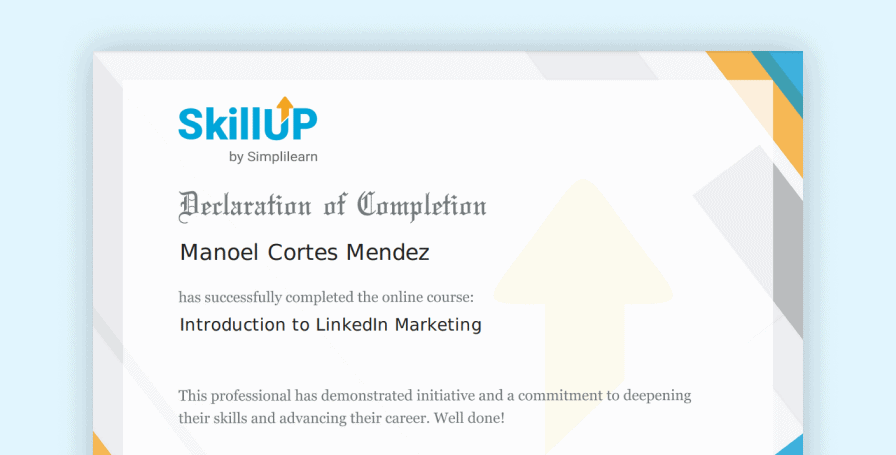 SkillUP
by Simplilearn
Declaration of Completion
Manoel Cortes Mendez
has successfully completed the online course:
Introduction to LinkedIn Marketing
This professional has demonstrated initiative and a commitment to deepening
their skills and advancing their career. Well done!